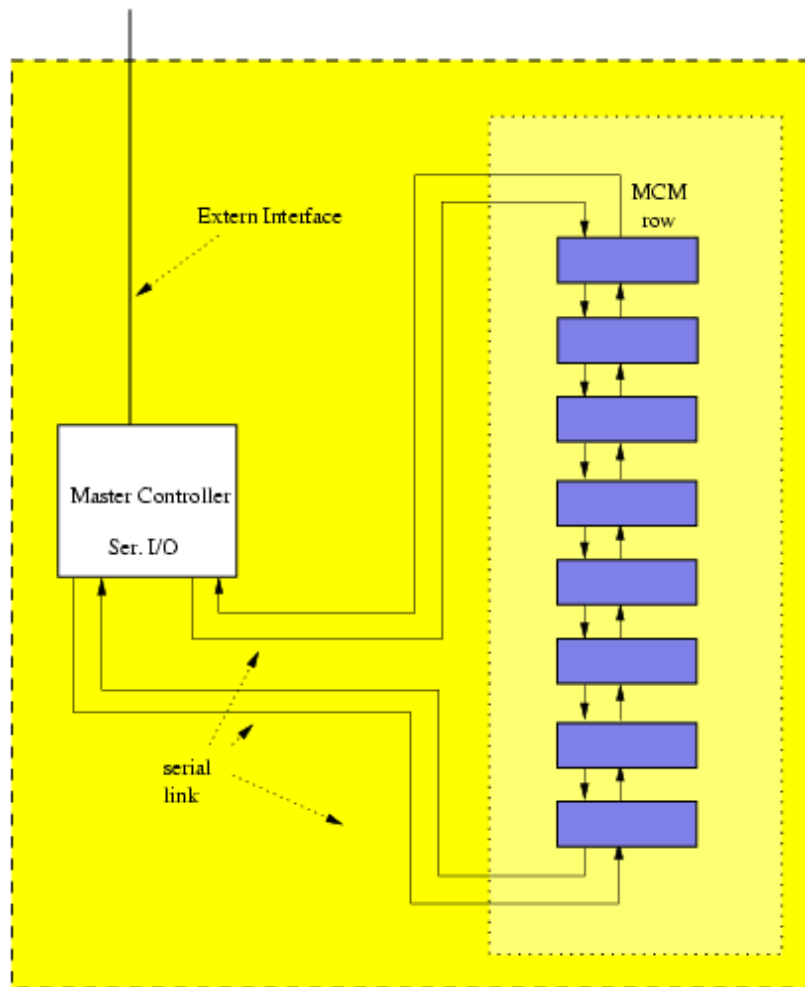 MCM
row
Extern Interface
Master Controller
Ser. I/O
serial
link